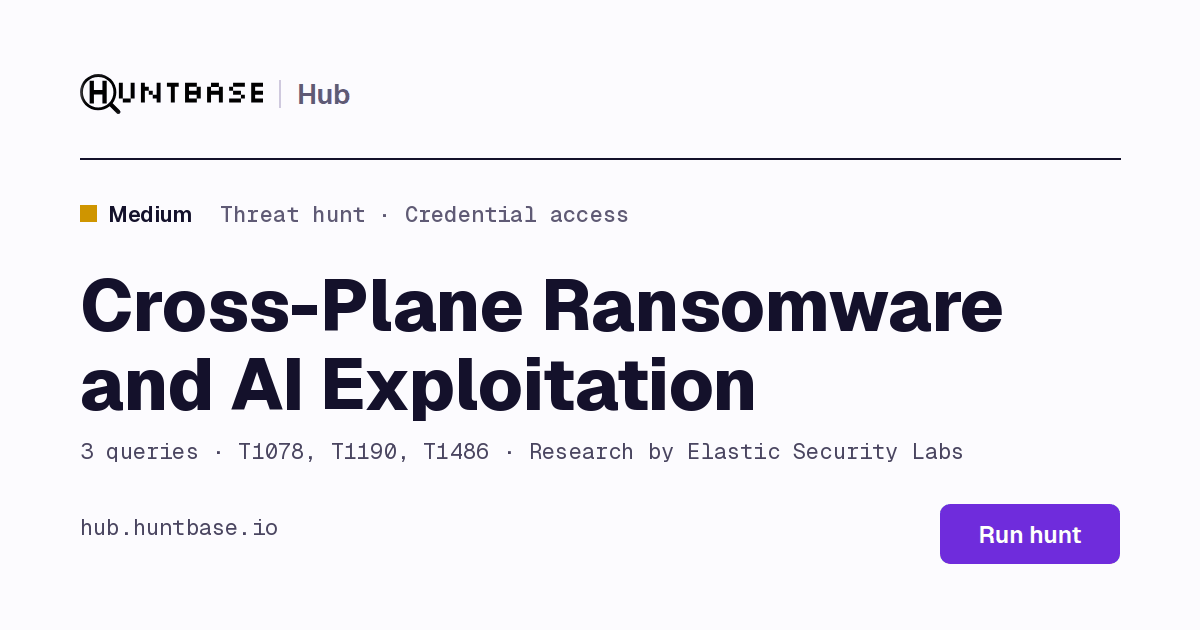 HUNTBASE | Hub
Medium Threat hunt · Credential access
Cross-Plane Ransomware
and AI Exploitation
3 queries · T1078, T1190, T1486 · Research by Elastic Security Labs
hub.huntbase.io
Run hunt